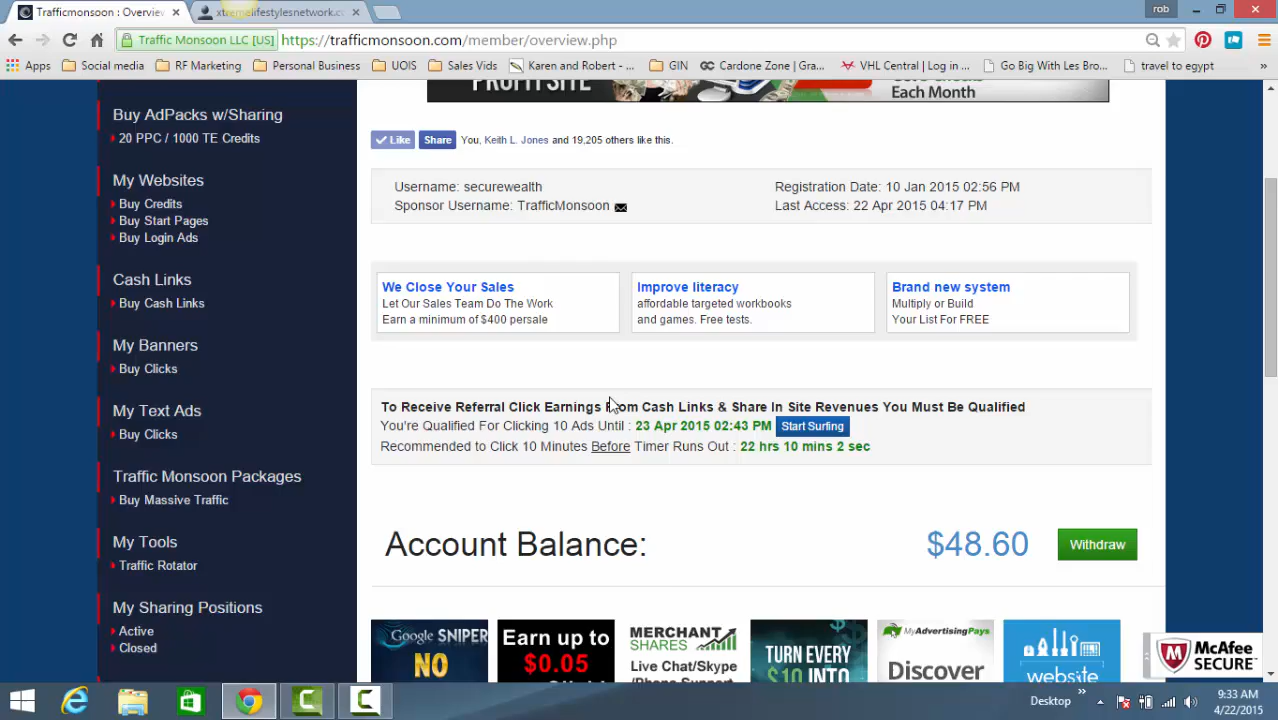 Trafficmonsoon : Overview
xtremelifestylesnetwork.c
rob
Traffic Monsoon LLC [US]
https://trafficmonsoon.com/member/overview.php
Apps
Social media
RF Marketing
Personal Business
UOIS
Sales Vids
Karen and Robert - ...
GIN
Cardone Zone | Gra...
VHL Central | Log in ...
Go Big With Les Bro...
travel to egypt
»
PROFIT SITE
Each Month
Buy AdPacks w/Sharing
20 PPC / 1000 TE Credits
My Websites
Buy Credits
Buy Start Pages
Buy Login Ads
Cash Links
Buy Cash Links
My Banners
Buy Clicks
My Text Ads
Buy Clicks
Traffic Monsoon Packages
Buy Massive Traffic
My Tools
Traffic Rotator
My Sharing Positions
Active
Closed
Like
Share
You, Keith L. Jones and 19,205 others like this.
Username: securewealth
Registration Date: 10 Jan 2015 02:56 PM
Sponsor Username: TrafficMonsoon
Last Access: 22 Apr 2015 04:17 PM
We Close Your Sales
Let Our Sales Team Do The Work
Earn a minimum of $400 persale
Improve literacy
affordable targeted workbooks
and games. Free tests.
Brand new system
Multiply or Build
Your List For FREE
To Receive Referral Click Earnings From Cash Links & Share In Site Revenues You Must Be Qualified
You're Qualified For Clicking 10 Ads Until : 23 Apr 2015 02:43 PM Start Surfing
Recommended to Click 10 Minutes Before Timer Runs Out : 22 hrs 10 mins 2 sec
Account Balance:
$48.60
Withdraw
Google SNIPER
NO
Earn up to
$0.05
MERCHANT
SHARES
Live Chat/Skype
/Phone Support
TURN EVERY
$10 INTO
MyAdvertisingPays
Discover
website
McAfee
SECURE
Desktop
»
9:33 AM
4/22/2015